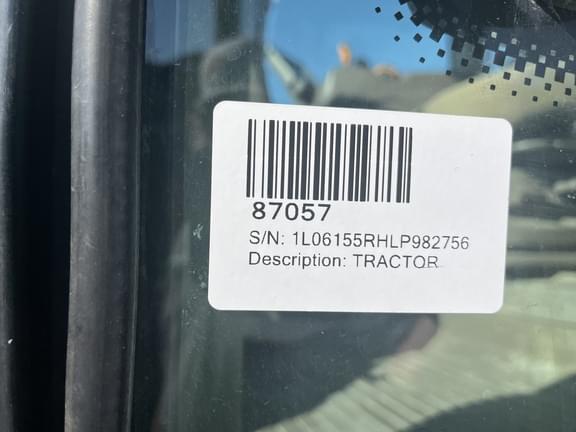 87057
S/N: 1L06155RHLP982756
Description: TRACTOR